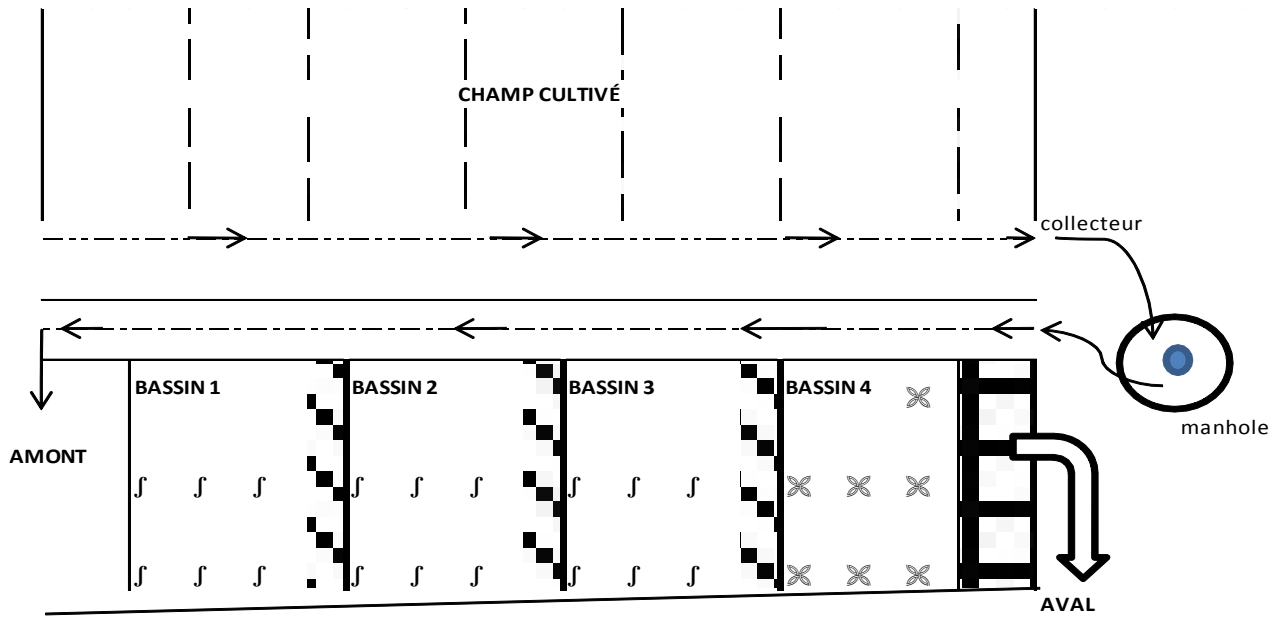 CHAMP CULTIVÉ
collecteur
BASSIN 1
BASSIN 2
BASSIN 3
BASSIN 4
manhole
AMONT
AVAL